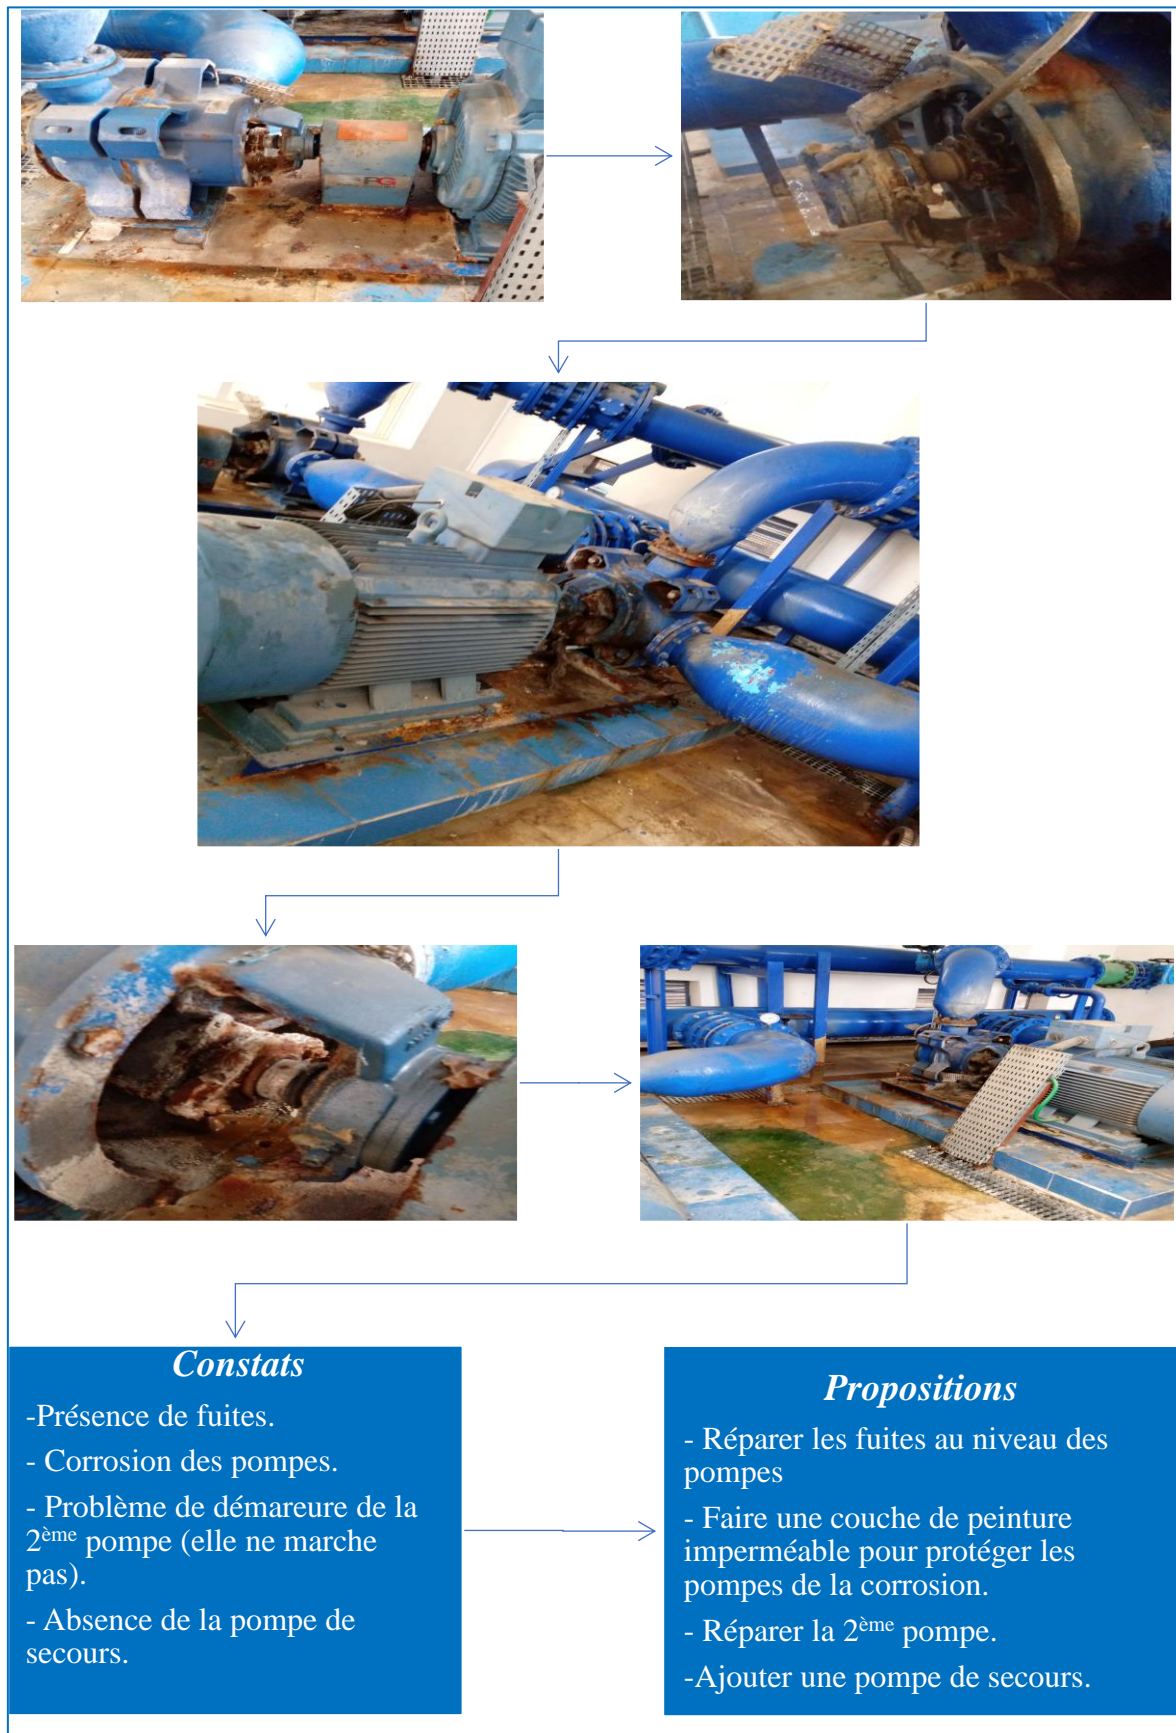 Constats
-Présence de fuites.
- Corrosion des pompes.
- Problème de démareure de la
2ème pompe (elle ne marche
pas).
- Absence de la pompe de
secours.
Propositions
- Réparer les fuites au niveau des
pompes
- Faire une couche de peinture
imperméable pour protéger les
pompes de la corrosion.
- Réparer la 2ème pompe.
-Ajouter une pompe de secours.